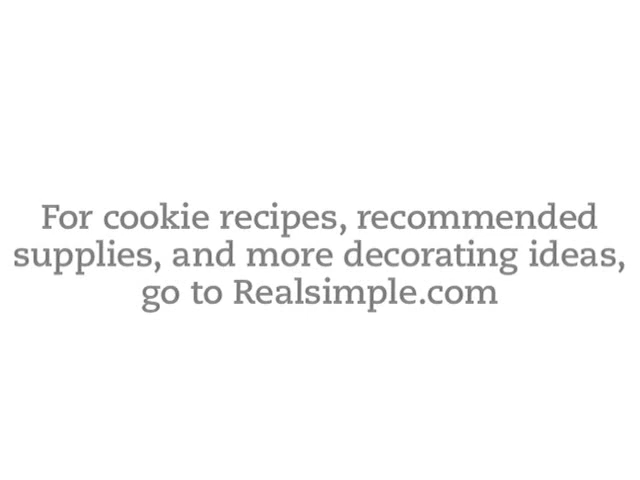 For cookie recipes, recommended
supplies, and more decorating ideas,
go to Realsimple.com